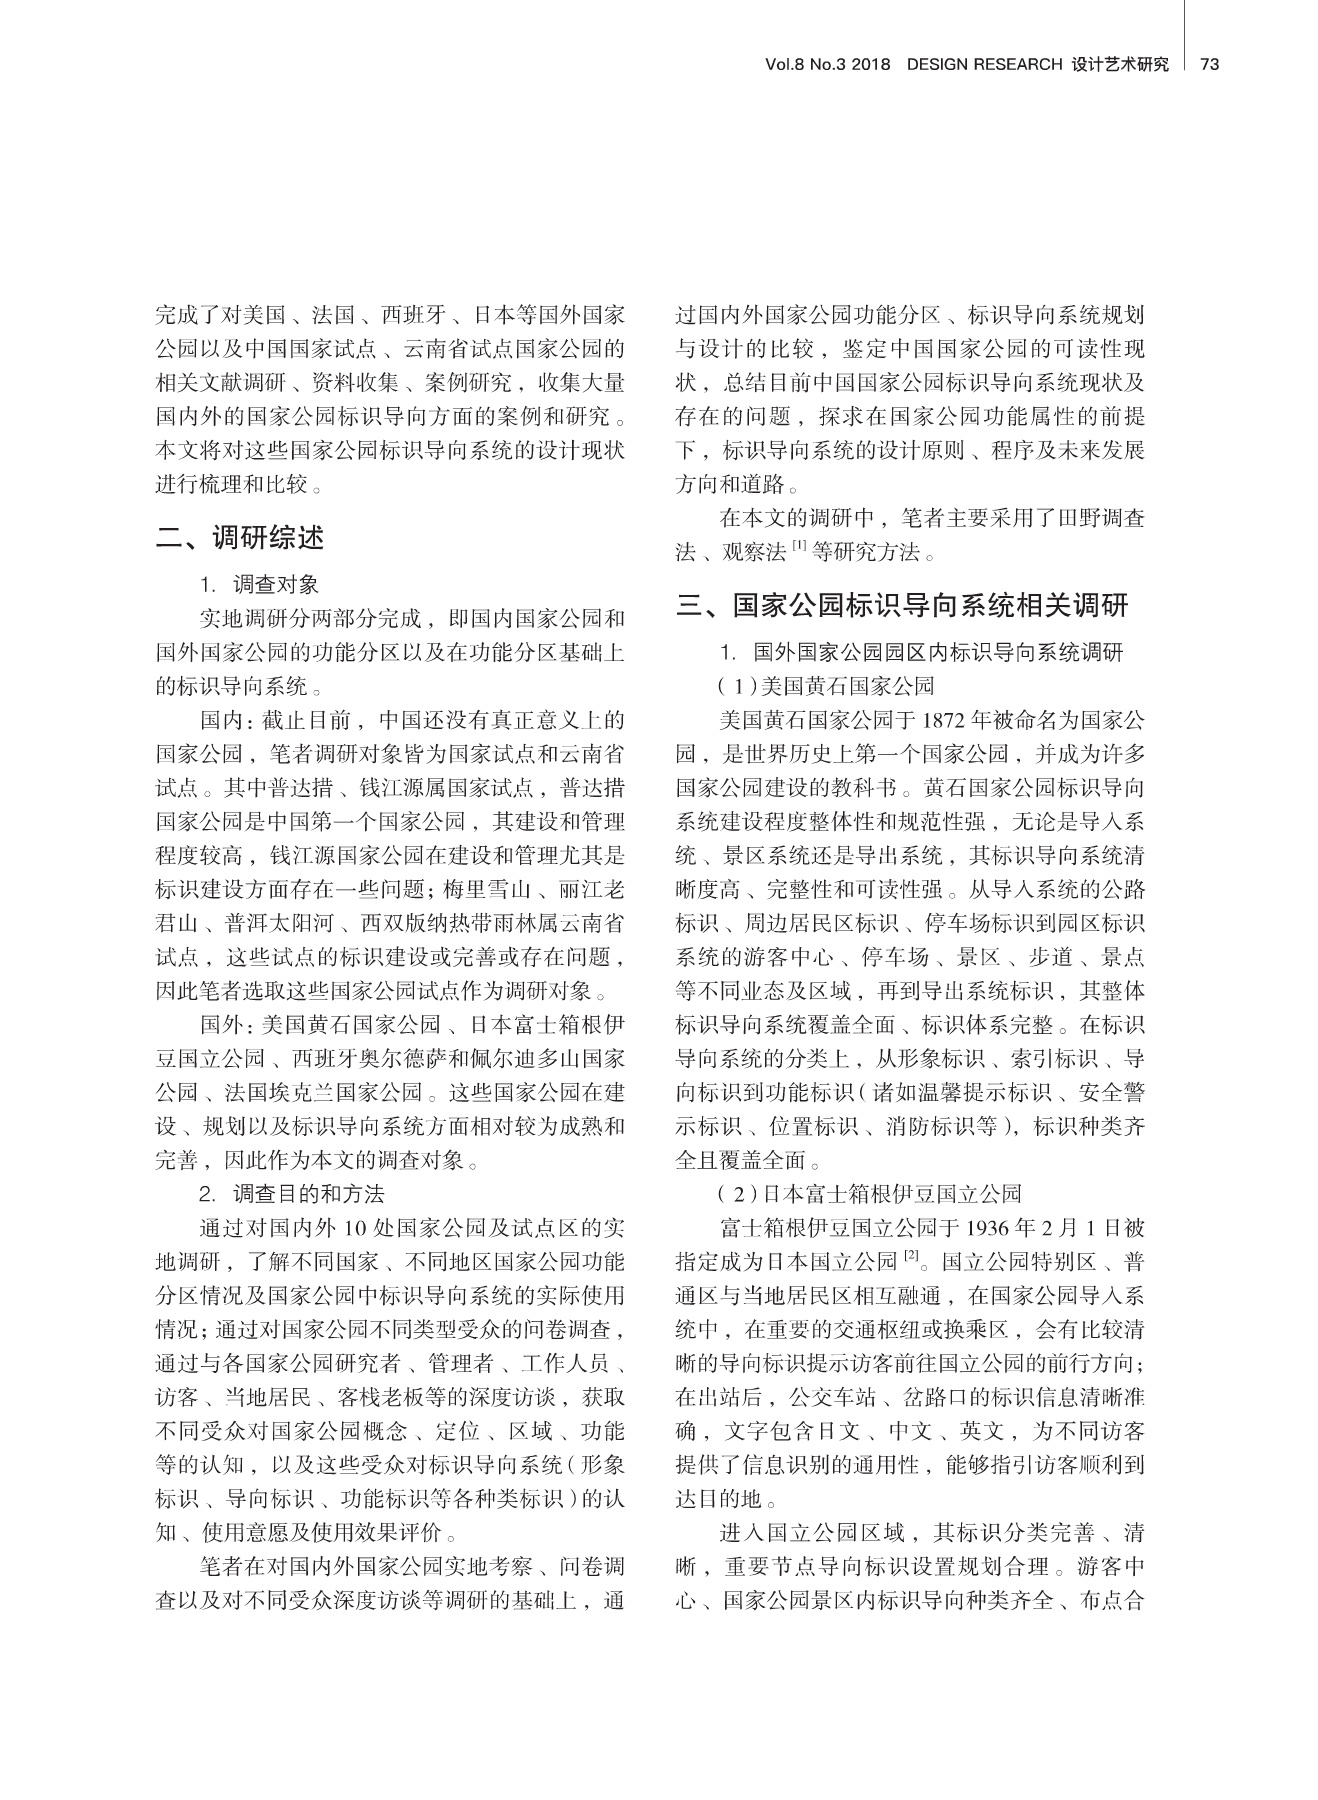 Vol.8 No.3 2018 DESIGN RESEARCH 设计艺术研究 73
完成了对美国、法国、西班牙、日本等国外国家
公园以及中国国家试点、云南省试点国家公园的
相关文献调研、资料收集、案例研究，收集大量
国内外的国家公园标识导向方面的案例和研究。
本文将对这些国家公园标识导向系统的设计现状
进行梳理和比较。
二、调研综述
1. 调查对象
实地调研分两部分完成，即国内国家公园和
国外国家公园的功能分区以及在功能分区基础上
的标识导向系统。
国内：截止目前，中国还没有真正意义上的
国家公园，笔者调研对象皆为国家试点和云南省
试点。其中普达措、钱江源属国家试点，普达措
国家公园是中国第一个国家公园，其建设和管理
程度较高，钱江源国家公园在建设和管理尤其是
标识建设方面存在一些问题；梅里雪山、丽江老
君山、普洱太阳河、西双版纳热带雨林属云南省
试点，这些试点的标识建设或完善或存在问题，
因此笔者选取这些国家公园试点作为调研对象。
国外：美国黄石国家公园、日本富士箱根伊
豆国立公园、西班牙奥尔德萨和佩尔迪多山国家
公园、法国埃克兰国家公园。这些国家公园在建
设、规划以及标识导向系统方面相对较为成熟和
完善，因此作为本文的调查对象。
2. 调查目的和方法
通过对国内外 10 处国家公园及试点区的实
地调研，了解不同国家、不同地区国家公园功能
分区情况及国家公园中标识导向系统的实际使用
情况；通过对国家公园不同类型受众的问卷调查，
通过与各国家公园研究者、管理者、工作人员、
访客、当地居民、客栈老板等的深度访谈，获取
不同受众对国家公园概念、定位、区域、功能
等的认知，以及这些受众对标识导向系统（形象
标识、导向标识、功能标识等各种类标识）的认
知、使用意愿及使用效果评价。
笔者在对国内外国家公园实地考察、问卷调
查以及对不同受众深度访谈等调研的基础上，通
过国内外国家公园功能分区、标识导向系统规划
与设计的比较，鉴定中国国家公园的可读性现
状，总结目前中国国家公园标识导向系统现状及
存在的问题，探求在国家公园功能属性的前提
下，标识导向系统的设计原则、程序及未来发展
方向和道路。
在本文的调研中，笔者主要采用了田野调查
法、观察法[1]等研究方法。
三、国家公园标识导向系统相关调研
1. 国外国家公园园区内标识导向系统调研
（1）美国黄石国家公园
美国黄石国家公园于 1872 年被命名为国家公
园，是世界历史上第一个国家公园，并成为许多
国家公园建设的教科书。黄石国家公园标识导向
系统建设程度整体性和规范性强，无论是导入系
统、景区系统还是导出系统，其标识导向系统清
晰度高、完整性和可读性强。从导入系统的公路
标识、周边居民区标识、停车场标识到园区标识
系统的游客中心、停车场、景区、步道、景点
等不同业态及区域，再到导出系统标识，其整体
标识导向系统覆盖全面、标识体系完整。在标识
导向系统的分类上，从形象标识、索引标识、导
向标识到功能标识（诸如温馨提示标识、安全警
示标识、位置标识、消防标识等），标识种类齐
全且覆盖全面。
（2）日本富士箱根伊豆国立公园
富士箱根伊豆国立公园于 1936 年 2 月 1 日被
指定成为日本国立公园[2]。国立公园特别区、普
通区与当地居民区相互融通，在国家公园导入系
统中，在重要的交通枢纽或换乘区，会有比较清
晰的导向标识提示访客前往国立公园的前行方向；
在出站后，公交车站、岔路口的标识信息清晰准
确，文字包含日文、中文、英文，为不同访客
提供了信息识别的通用性，能够指引访客顺利到
达目的地。
进入国立公园区域，其标识分类完善、清
晰，重要节点导向标识设置规划合理。游客中
心、国家公园景区内标识导向种类齐全、布点合